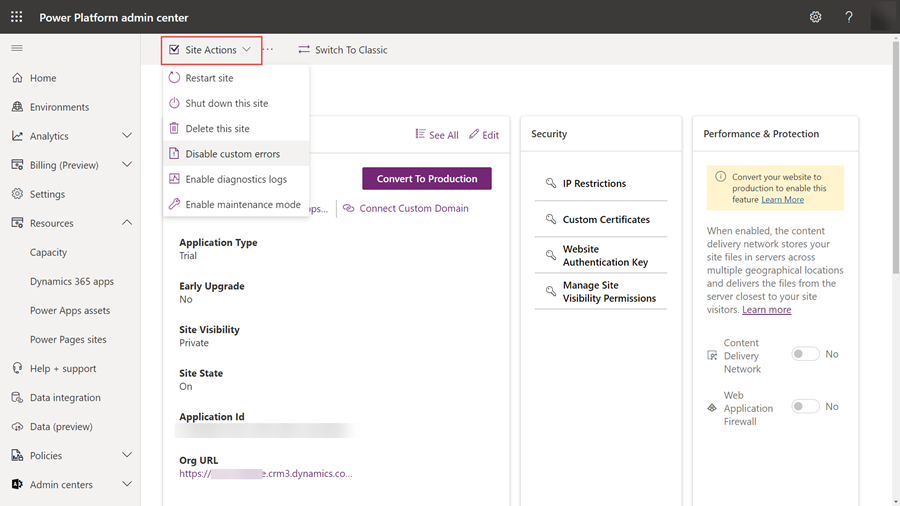 Power Platform admin center
?
Home
Environments
Analytics
Billing (Preview)
Settings
Resources
Capacity
Dynamics 365 apps
Power Apps assets
Power Pages sites
Help + support
Data integration
Data (preview)
Policies
Admin centers
Site Actions
···
Switch To Classic
Restart site
Shut down this site
Delete this site
Disable custom errors
Enable diagnostics logs
Enable maintenance mode
See All
Edit
Convert To Production
Connect Custom Domain
Application Type
Trial
Early Upgrade
No
Site Visibility
Private
Site State
On
Application Id
Org URL
https:// e.crm3.dynamics.co...
Security
IP Restrictions
Custom Certificates
Website
Authentication Key
Manage Site
Visibility Permissions
Performance & Protection
Convert your website to
production to enable this
feature Learn More
When enabled, the content
delivery network stores your
site files in servers across
multiple geographical locations
and delivers the files from the
server closest to your site
visitors. Learn more
Content
Delivery
Network
No
Web
Application
Firewall
No